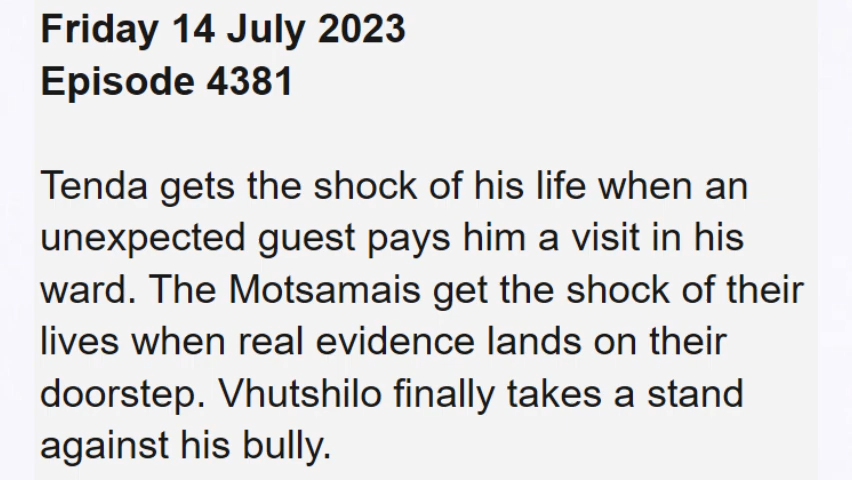 Friday 14 July 2023
Episode 4381
Tenda gets the shock of his life when an
unexpected guest pays him a visit in his
ward. The Motsamais get the shock of their
lives when real evidence lands on their
doorstep. Vhutshilo finally takes a stand
against his bully.